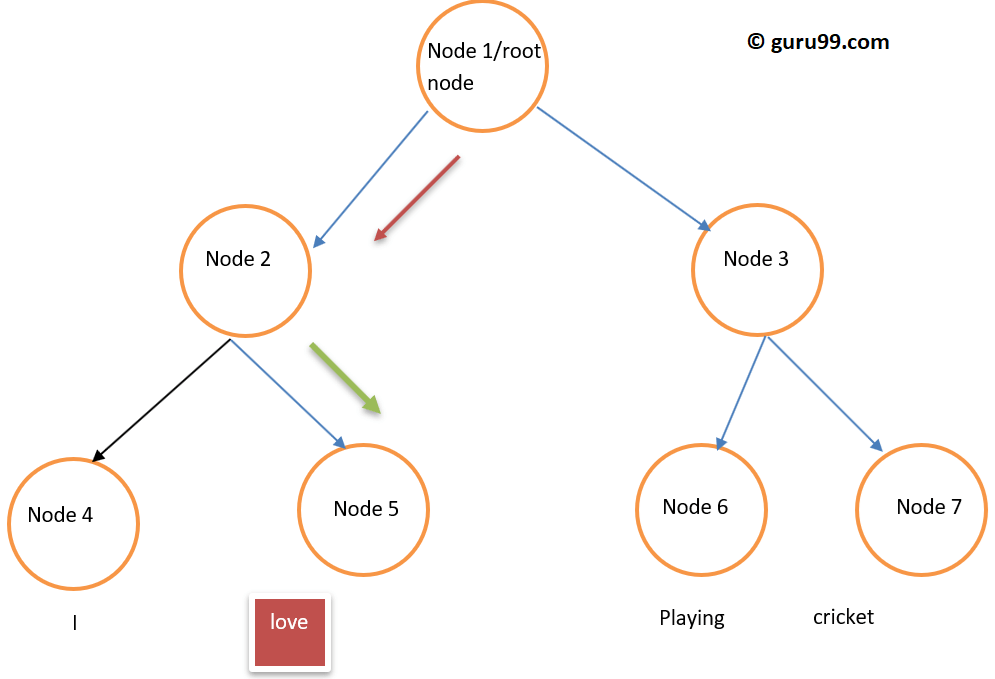 Node 1/root
node
© guru99.com
Node 2
Node 3
Node 4
Node 5
Node 6
Node 7
I
love
Playing
cricket